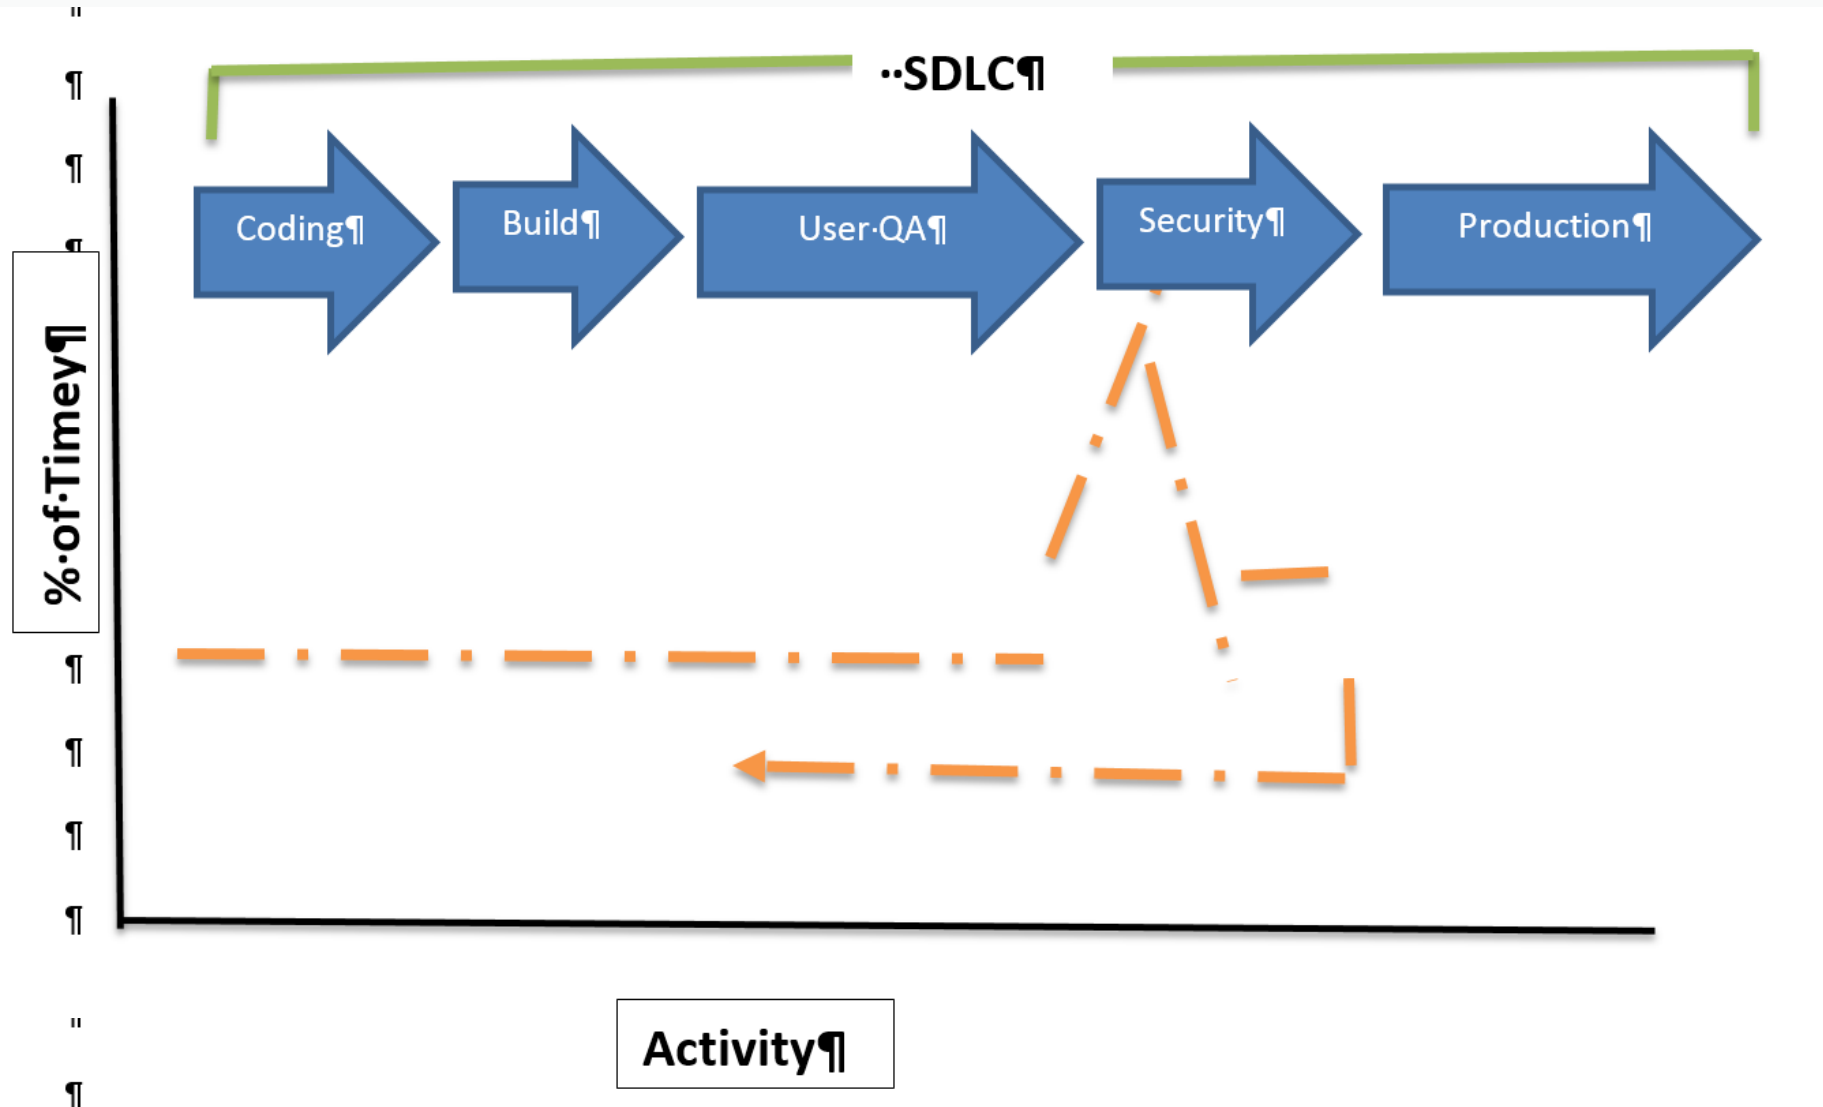 "
¶
··SDLC¶
¶
¶
Coding¶
Build¶
User·QA¶
Security¶
Production¶
%·of·Timey¶
¶
¶
¶
¶
"
Activity¶
¶